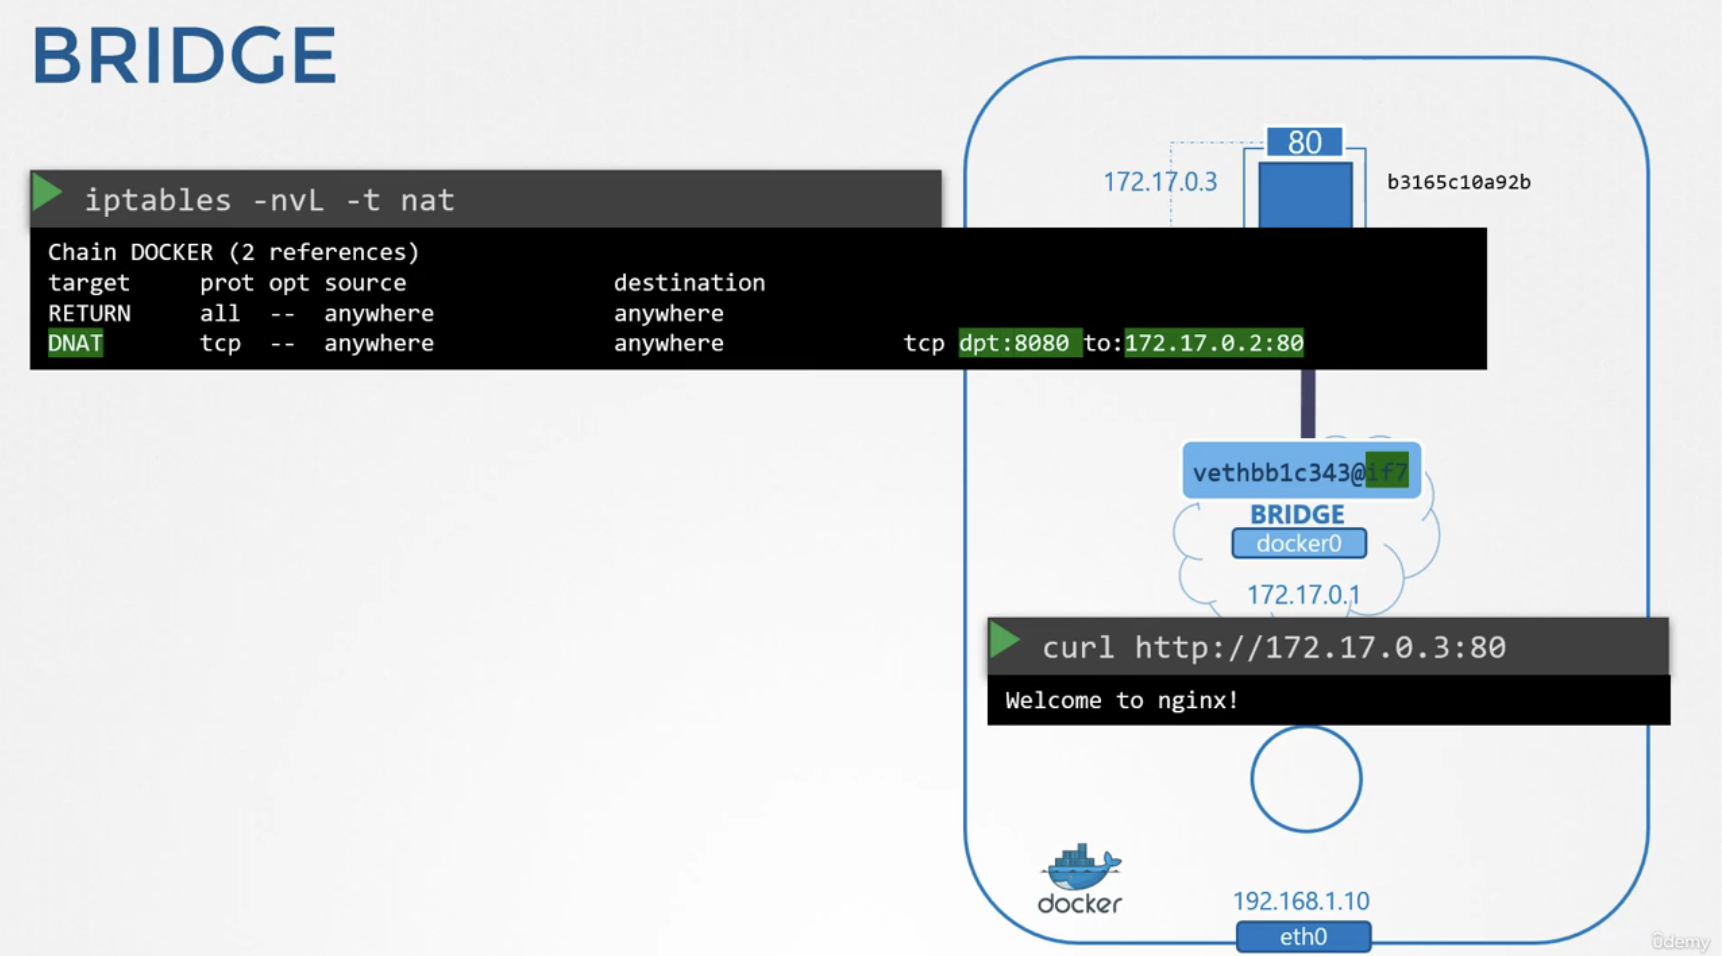 BRIDGE
iptables -nvL -t nat
Chain DOCKER (2 references)
target prot opt source destination
RETURN all -- anywhere anywhere
DNAT tcp -- anywhere anywhere tcp dpt:8080 to:172.17.0.2:80
80
172.17.0.3
b3165c10a92b
vethbb1c343@if7
BRIDGE
docker0
172.17.0.1
curl http://172.17.0.3:80
Welcome to nginx!
docker
192.168.1.10
eth0
ûdemy